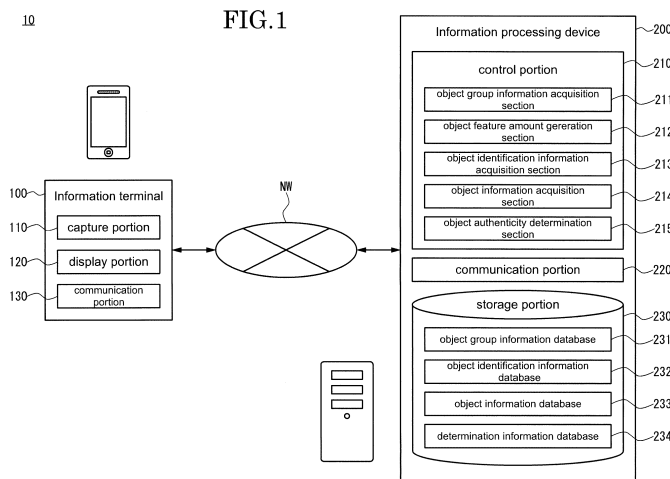 10
FIG.1
Information processing device
200
control portion
210
object group information acquisition
section
211
object feature amount gereration section
212
object identification information
acquisition section
213
object information acquisition
section
214
object authenticity determination
section
215
communication portion
220
storage portion
230
object group information database
231
object identification information
database
232
object information database
233
determination information database
234
100
Information terminal
110
capture portion
120
display portion
130
communication
portion
NW